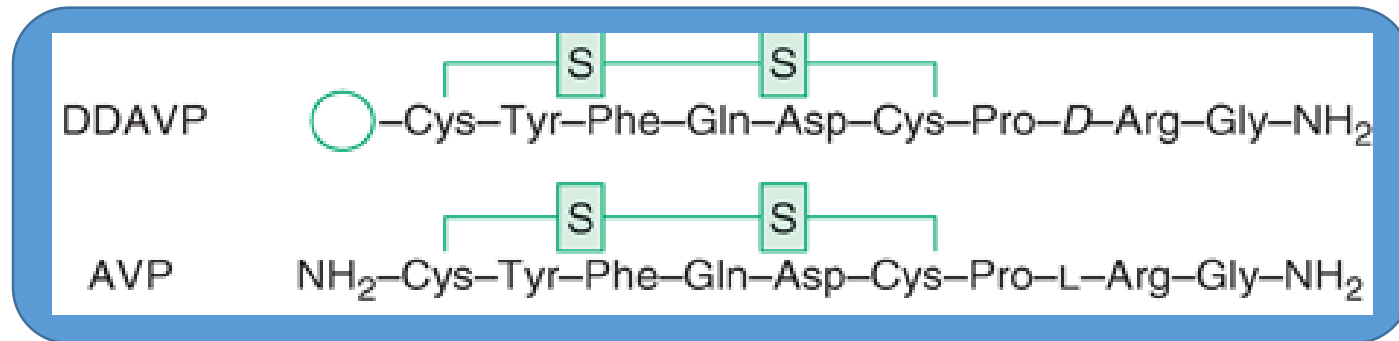 S S
DDAVP –Cys–Tyr–Phe–Gln–Asp–Cys–Pro–D–Arg–Gly–NH₂
S S
AVP NH₂–Cys–Tyr–Phe–Gln–Asp–Cys–Pro–L–Arg–Gly–NH₂